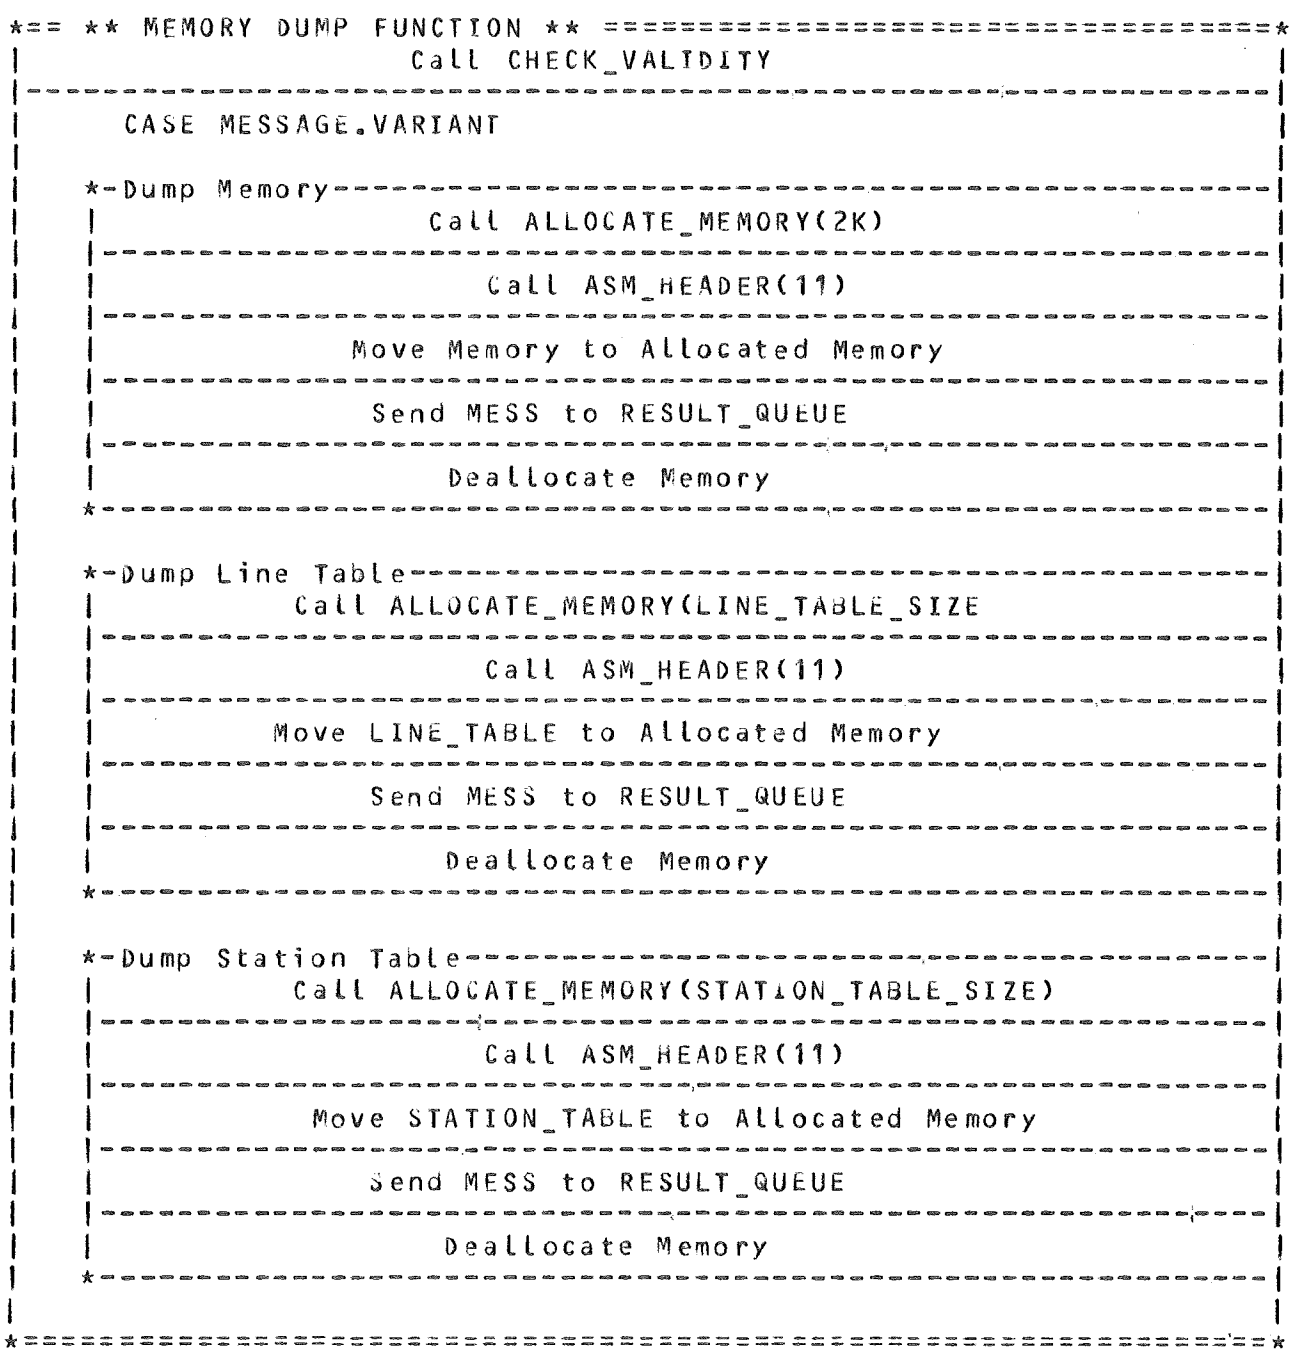 *== ** MEMORY DUMP FUNCTION ** ===================================*
Call CHECK_VALIDITY
CASE MESSAGE.VARIANT
*-Dump Memory-------------------------------------------------
Call ALLOCATE_MEMORY(2K)
Call ASM_HEADER(11)
Move Memory to Allocated Memory
Send MESS to RESULT_QUEUE
Deallocate Memory
*-Dump Line Table---------------------------------------------
Call ALLOCATE_MEMORY(LINE_TABLE_SIZE
Call ASM_HEADER(11)
Move LINE_TABLE to Allocated Memory
Send MESS to RESULT_QUEUE
Deallocate Memory
*-Dump Station Table------------------------------------------
Call ALLOCATE_MEMORY(STATION_TABLE_SIZE)
Call ASM_HEADER(11)
Move STATION_TABLE to Allocated Memory
Send MESS to RESULT_QUEUE
Deallocate Memory